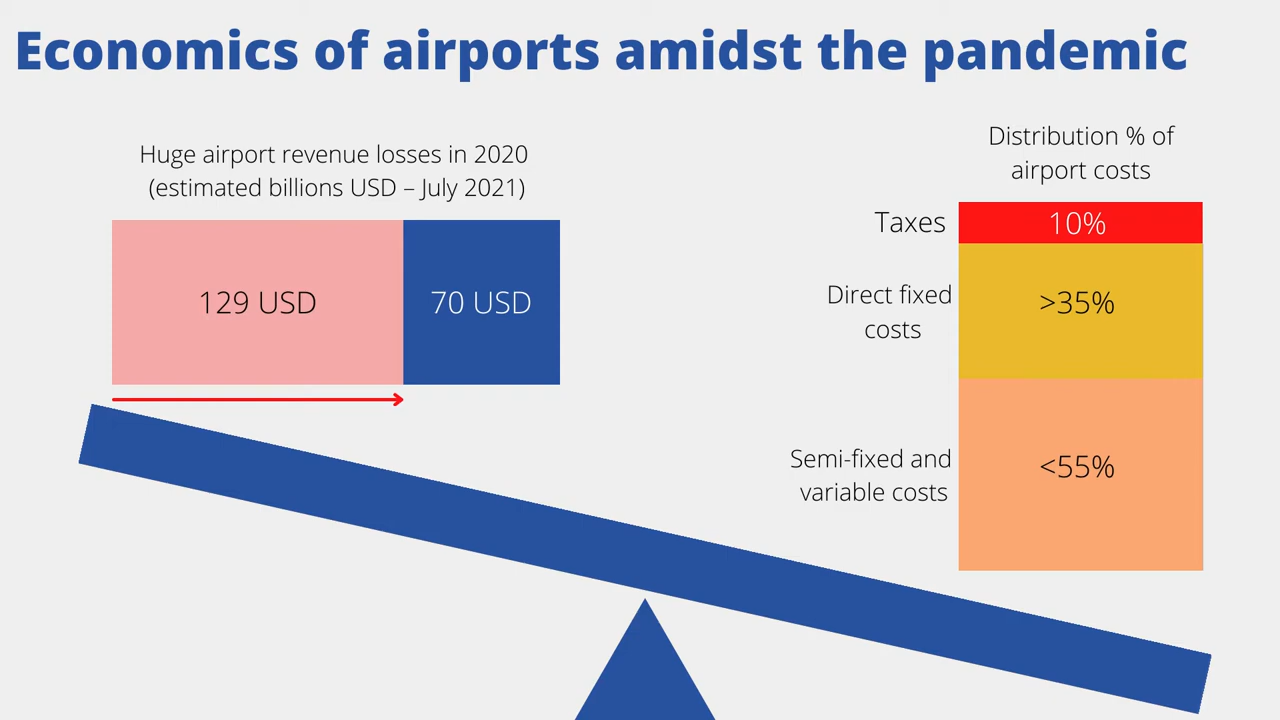 Economics of airports amidst the pandemic
Huge airport revenue losses in 2020
(estimated billions USD – July 2021)
129 USD
70 USD
Distribution % of
airport costs
Taxes
10%
Direct fixed
costs
>35%
Semi-fixed and
variable costs
<55%